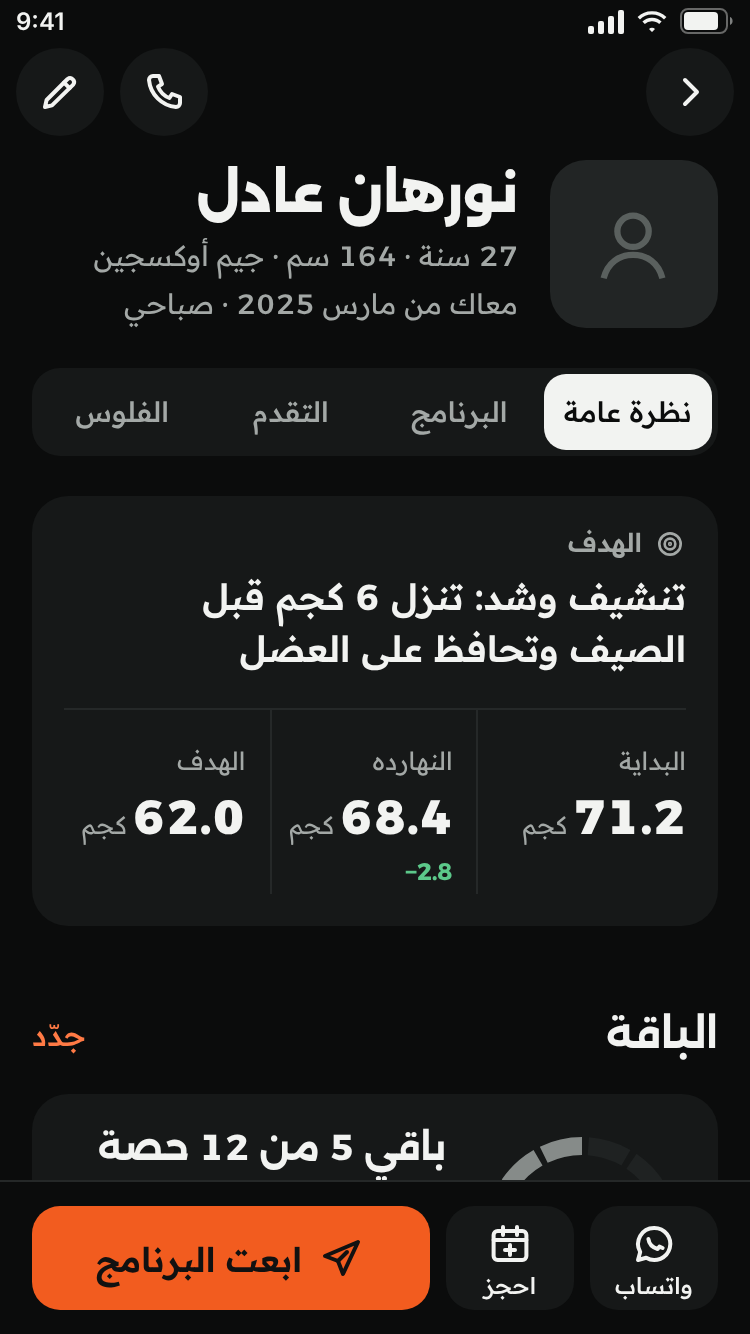 9:41
نورهان عادل
27 سنة · 164 سم · جيم أوكسجين
معاك من مارس 2025 · صباحي
نظرة عامة
البرنامج
التقدم
الفلوس
الهدف
تنشيف وشد: تنزل 6 كجم قبل
الصيف وتحافظ على العضل
البداية
71.2 كجم
النهارده
68.4 كجم
−2.8
الهدف
62.0 كجم
الباقة
جدّد
باقي 5 من 12 حصة
واتساب
احجز
ابعت البرنامج